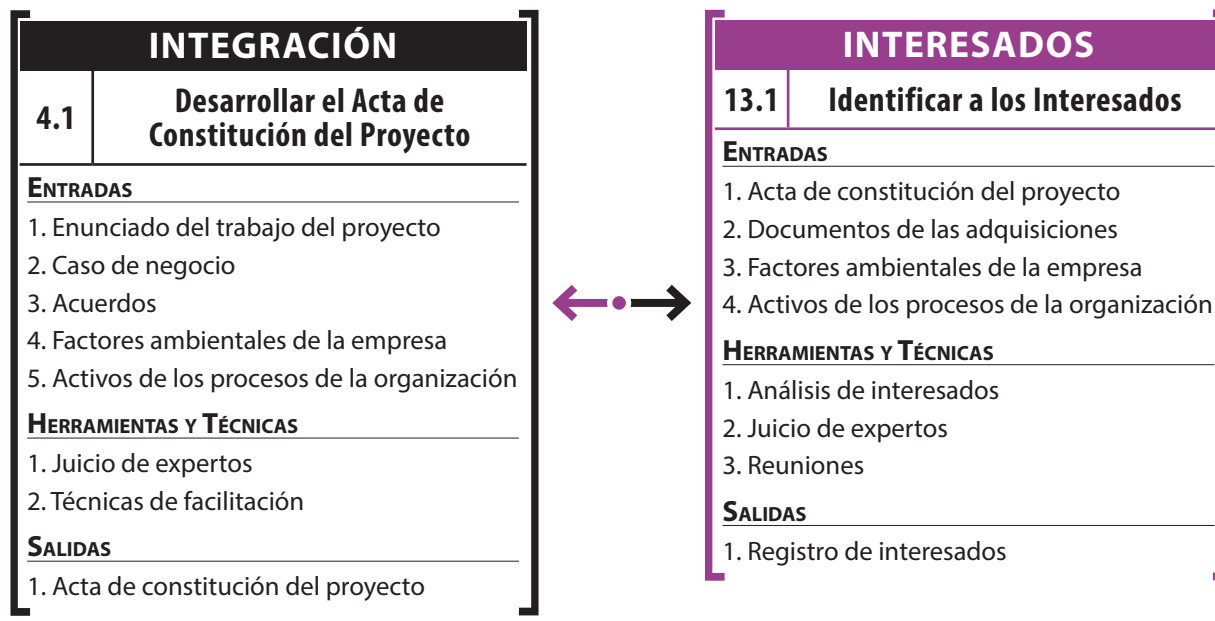 INTEGRACIÓN
4.1
Desarrollar el Acta de
Constitución del Proyecto
ENTRADAS
1. Enunciado del trabajo del proyecto
2. Caso de negocio
3. Acuerdos
4. Factores ambientales de la empresa
5. Activos de los procesos de la organización
HERRAMIENTAS Y TÉCNICAS
1. Juicio de expertos
2. Técnicas de facilitación
SALIDAS
1. Acta de constitución del proyecto
INTERESADOS
13.1
Identificar a los Interesados
ENTRADAS
1. Acta de constitución del proyecto
2. Documentos de las adquisiciones
3. Factores ambientales de la empresa
4. Activos de los procesos de la organización
HERRAMIENTAS Y TÉCNICAS
1. Análisis de interesados
2. Juicio de expertos
3. Reuniones
SALIDAS
1. Registro de interesados